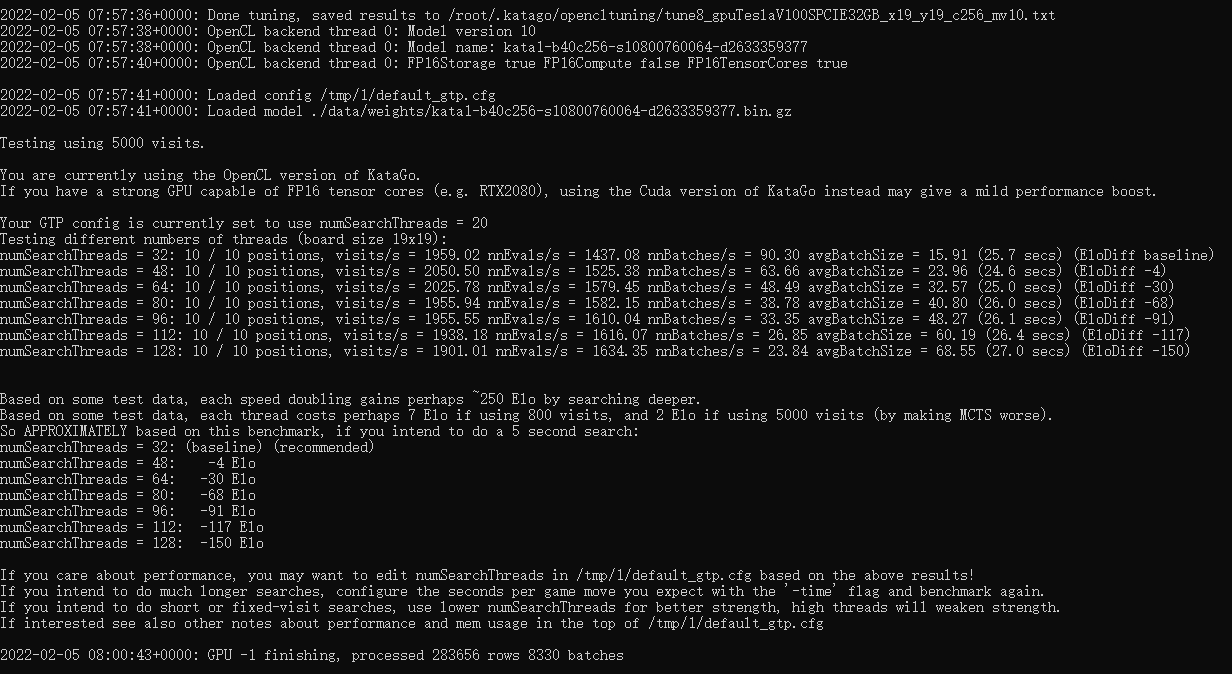 2022-02-05 07:57:36+0000: Done tuning, saved results to /root/.katago/opencltuning/tune8_gpuTeslaV100SPCIE32GB_x19_y19_c256_mv10.txt
2022-02-05 07:57:38+0000: OpenCL backend thread 0: Model version 10
2022-02-05 07:57:38+0000: OpenCL backend thread 0: Model name: kata1-b40c256-s10800760064-d2633359377
2022-02-05 07:57:40+0000: OpenCL backend thread 0: FP16Storage true FP16Compute false FP16TensorCores true
2022-02-05 07:57:41+0000: Loaded config /tmp/1/default_gtp.cfg
2022-02-05 07:57:41+0000: Loaded model ./data/weights/kata1-b40c256-s10800760064-d2633359377.bin.gz
Testing using 5000 visits.
You are currently using the OpenCL version of KataGo.
If you have a strong GPU capable of FP16 tensor cores (e.g. RTX2080), using the Cuda version of KataGo instead may give a mild performance boost.
Your GTP config is currently set to use numSearchThreads = 20
Testing different numbers of threads (board size 19x19):
numSearchThreads = 32: 10 / 10 positions, visits/s = 1959.02 nnEvals/s = 1437.08 nnBatches/s = 90.30 avgBatchSize = 15.91 (25.7 secs) (EloDiff baseline)
numSearchThreads = 48: 10 / 10 positions, visits/s = 2050.50 nnEvals/s = 1525.38 nnBatches/s = 63.66 avgBatchSize = 23.96 (24.6 secs) (EloDiff -4)
numSearchThreads = 64: 10 / 10 positions, visits/s = 2025.78 nnEvals/s = 1579.45 nnBatches/s = 48.49 avgBatchSize = 32.57 (25.0 secs) (EloDiff -30)
numSearchThreads = 80: 10 / 10 positions, visits/s = 1955.94 nnEvals/s = 1582.15 nnBatches/s = 38.78 avgBatchSize = 40.80 (26.0 secs) (EloDiff -68)
numSearchThreads = 96: 10 / 10 positions, visits/s = 1955.55 nnEvals/s = 1610.04 nnBatches/s = 33.35 avgBatchSize = 48.27 (26.1 secs) (EloDiff -91)
numSearchThreads = 112: 10 / 10 positions, visits/s = 1938.18 nnEvals/s = 1616.07 nnBatches/s = 26.85 avgBatchSize = 60.19 (26.4 secs) (EloDiff -117)
numSearchThreads = 128: 10 / 10 positions, visits/s = 1901.01 nnEvals/s = 1634.35 nnBatches/s = 23.84 avgBatchSize = 68.55 (27.0 secs) (EloDiff -150)
Based on some test data, each speed doubling gains perhaps ~250 Elo by searching deeper.
Based on some test data, each thread costs perhaps 7 Elo if using 800 visits, and 2 Elo if using 5000 visits (by making MCTS worse).
So APPROXIMATELY based on this benchmark, if you intend to do a 5 second search:
numSearchThreads = 32: (baseline) (recommended)
numSearchThreads = 48:    -4 Elo
numSearchThreads = 64:   -30 Elo
numSearchThreads = 80:   -68 Elo
numSearchThreads = 96:   -91 Elo
numSearchThreads = 112:  -117 Elo
numSearchThreads = 128:  -150 Elo
If you care about performance, you may want to edit numSearchThreads in /tmp/1/default_gtp.cfg based on the above results!
If you intend to do much longer searches, configure the seconds per game move you expect with the '-time' flag and benchmark again.
If you intend to do short or fixed-visit searches, use lower numSearchThreads for better strength, high threads will weaken strength.
If interested see also other notes about performance and mem usage in the top of /tmp/1/default_gtp.cfg
2022-02-05 08:00:43+0000: GPU -1 finishing, processed 283656 rows 8330 batches